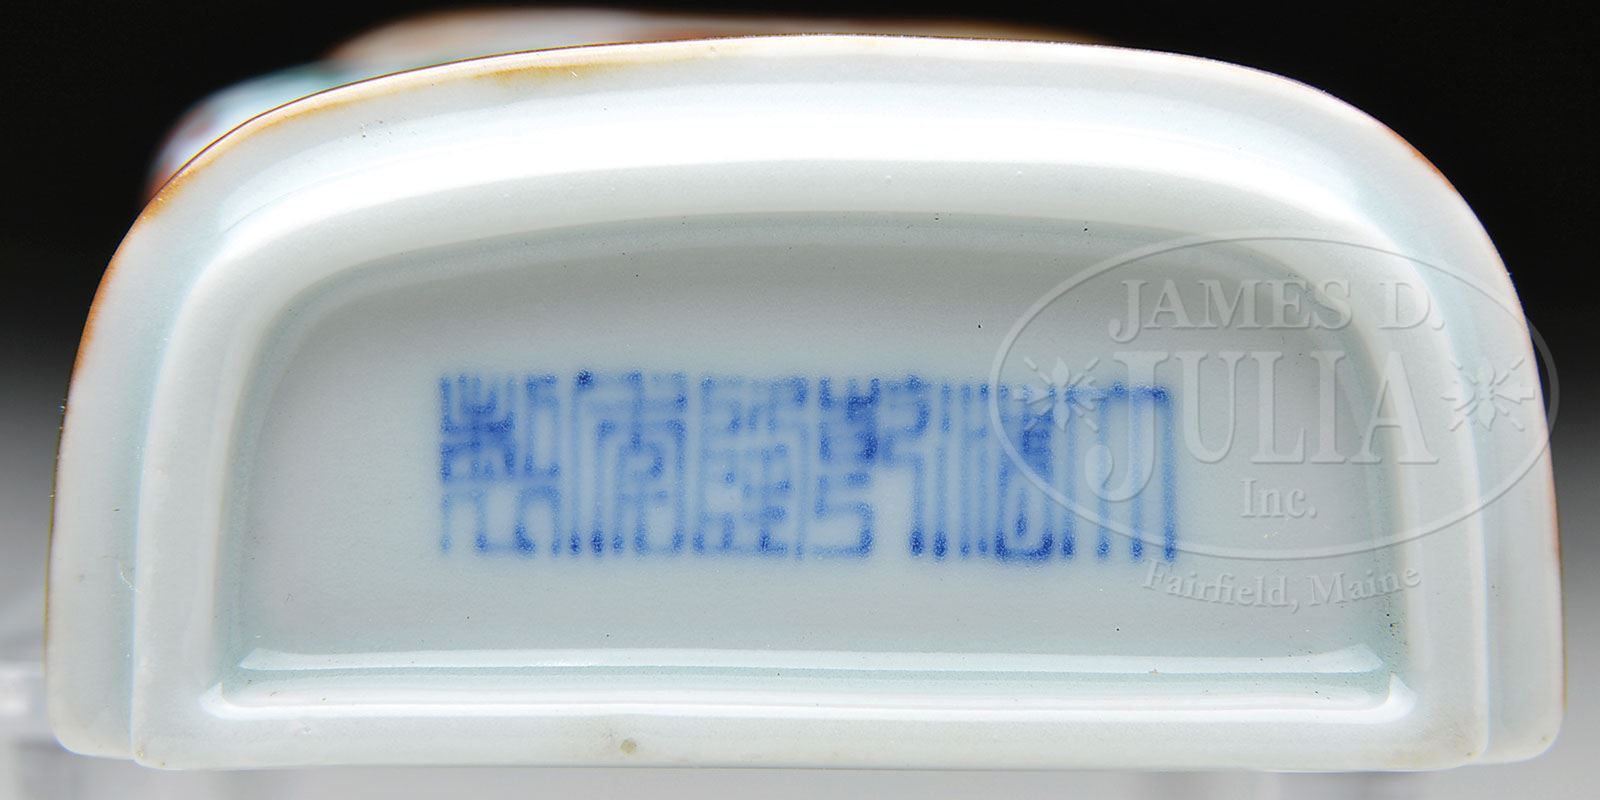 大清乾隆年製
JAMES D.
JULIA
Inc.
Fairfield, Maine